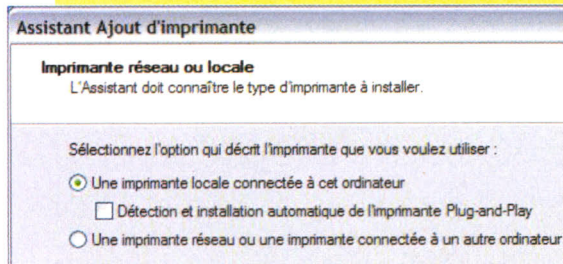 Assistant Ajout d'imprimante
Imprimante réseau ou locale
L'Assistant doit connaître le type d'imprimante à installer.
Sélectionnez l'option qui décrit l'imprimante que vous voulez utiliser :
Une imprimante locale connectée à cet ordinateur
Détection et installation automatique de l'imprimante Plug-and-Play
Une imprimante réseau ou une imprimante connectée à un autre ordinateur